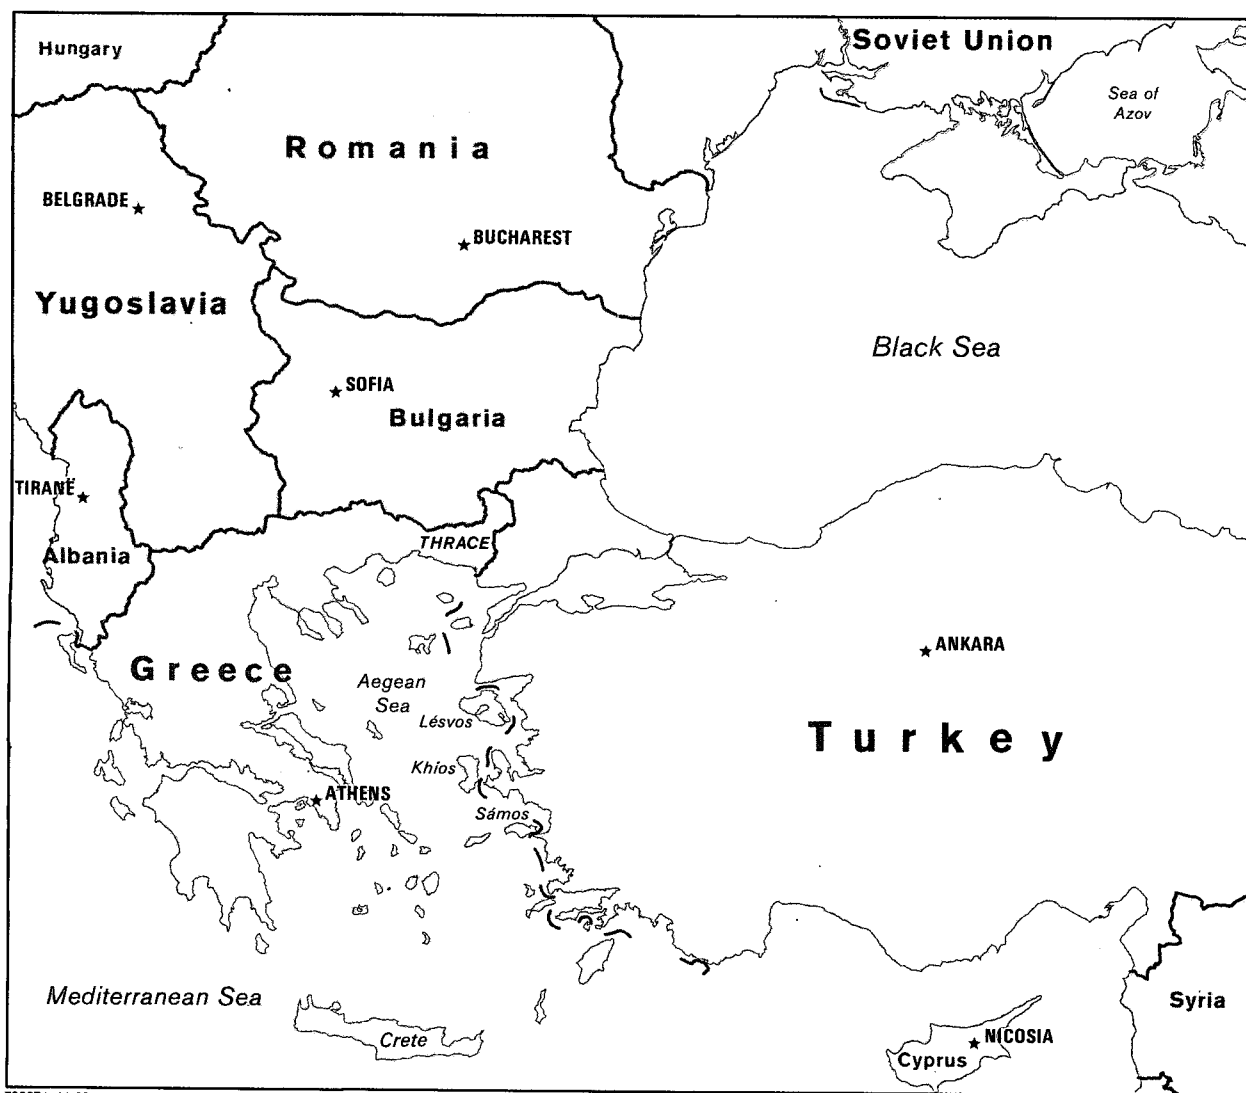 Hungary
Soviet Union
Sea of
Azov
Romania
BELGRADE
BUCHAREST
Yugoslavia
Black Sea
SOFIA
Bulgaria
TIRANË
THRACE
Albania
ANKARA
Greece
Aegean
Sea
Lésvos
Turkey
Khíos
ATHENS
Sámos
Mediterranean Sea
Syria
Crete
NICOSIA
Cyprus